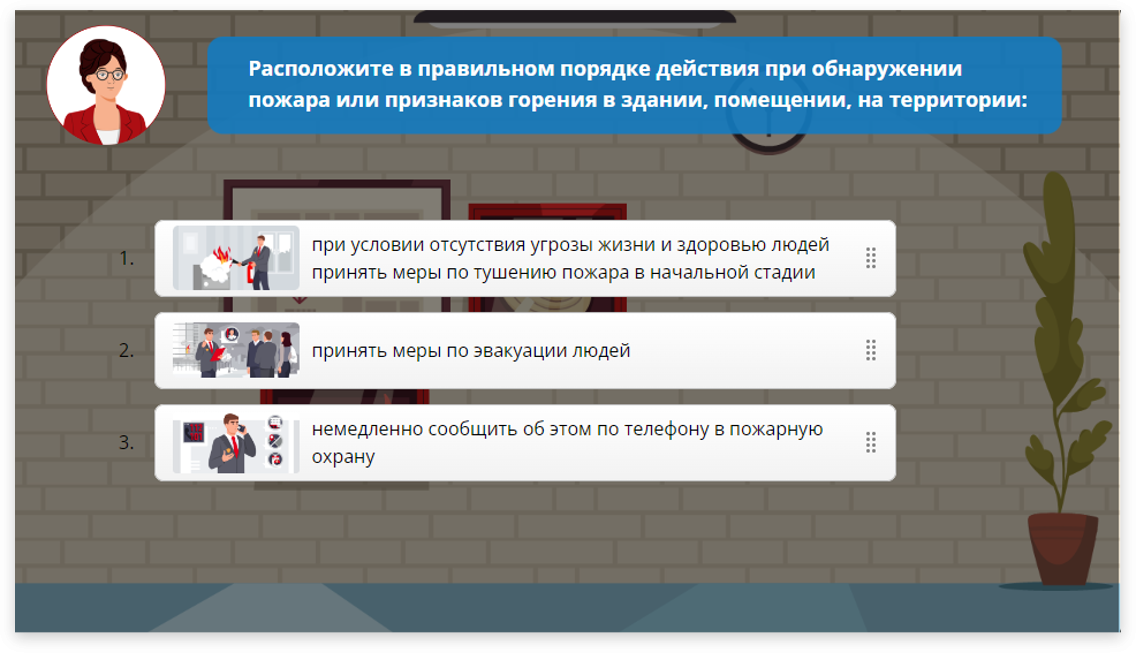 Расположите в правильном порядке действия при обнаружении
пожара или признаков горения в здании, помещении, на территории:
1.
при условии отсутствия угрозы жизни и здоровью людей
принять меры по тушению пожара в начальной стадии
2.
принять меры по эвакуации людей
3.
немедленно сообщить об этом по телефону в пожарную
охрану